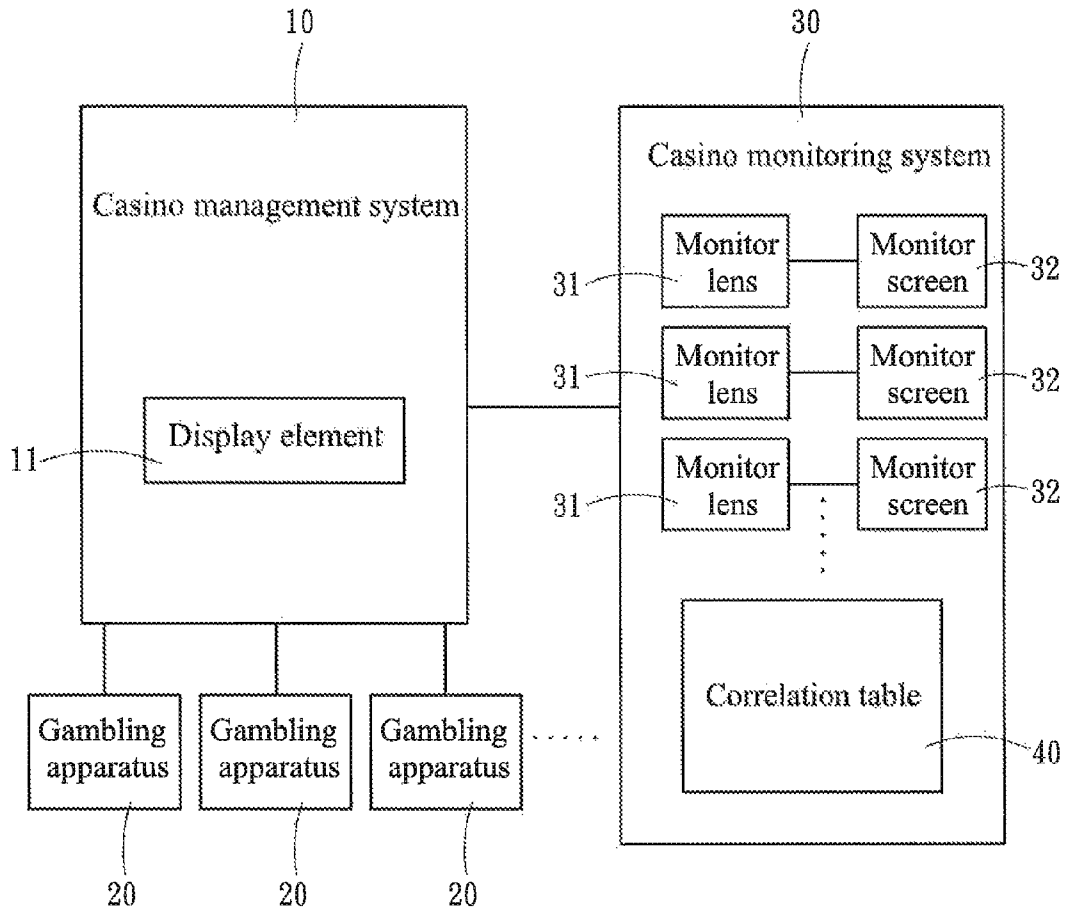 10
30
Casino management system
Display element
11
Casino monitoring system
Monitor
lens
31
Monitor
screen
32
Monitor
lens
31
Monitor
screen
32
Monitor
lens
31
Monitor
screen
32
Correlation table
40
Gambling
apparatus
20
Gambling
apparatus
20
Gambling
apparatus
20